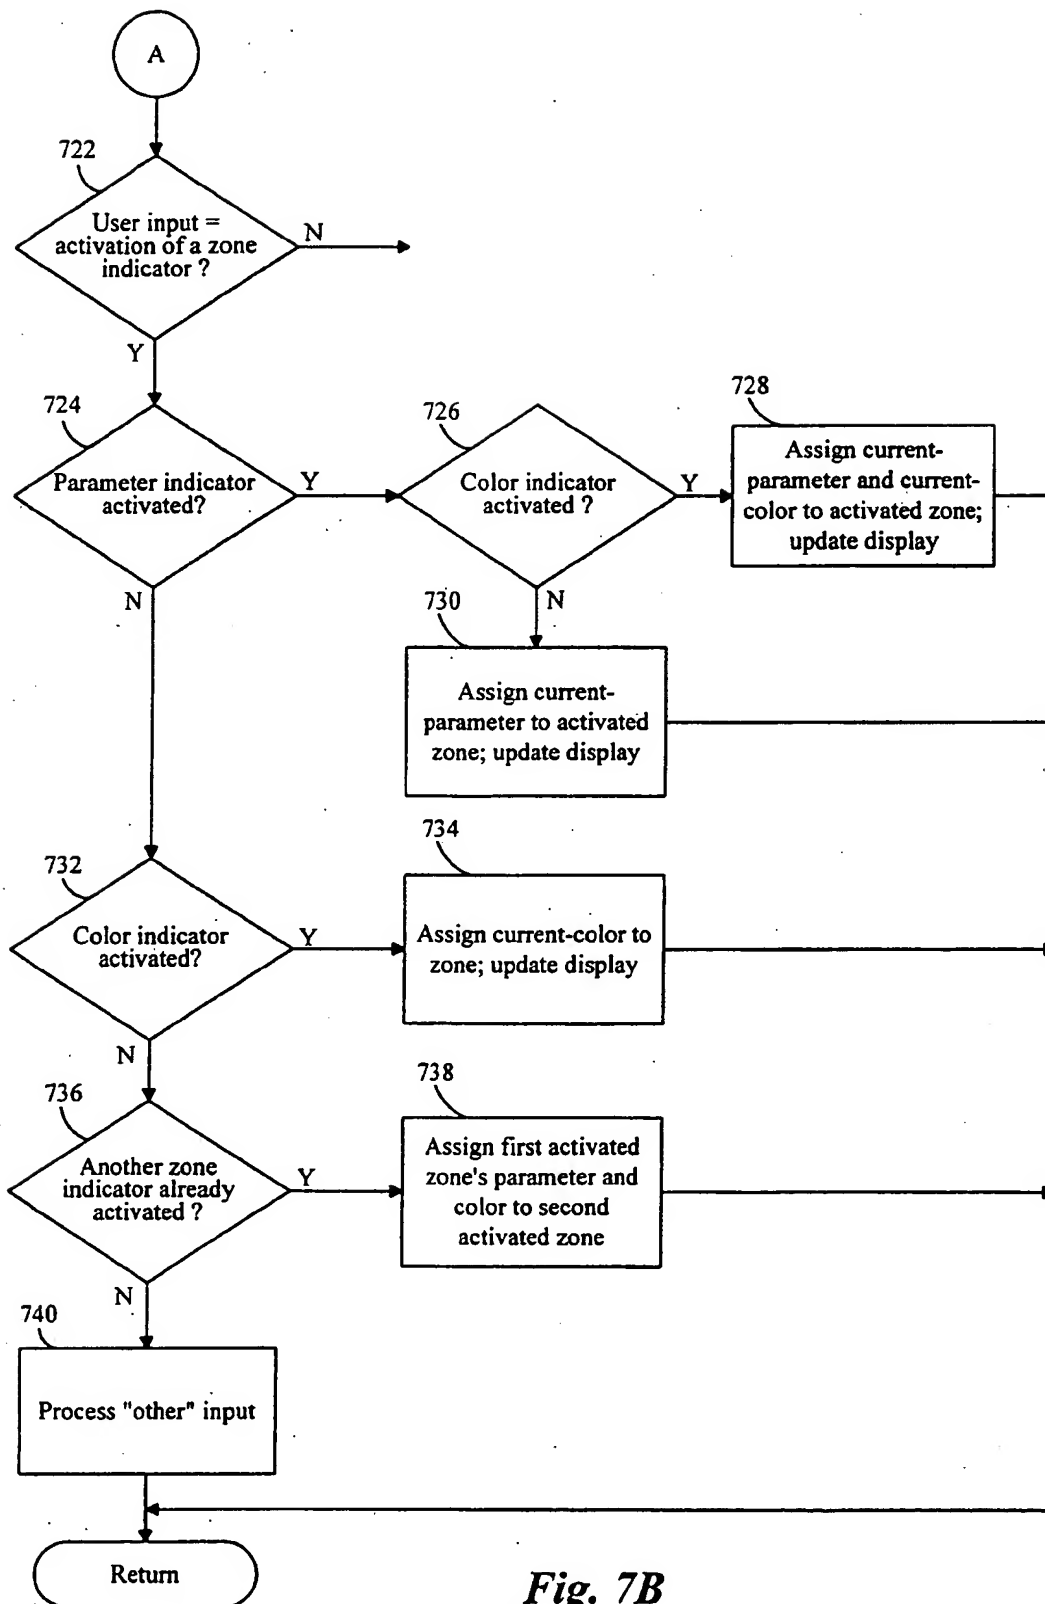 A
722
User input =
activation of a zone
indicator ?
N
Y
724
Parameter indicator
activated?
Y
N
726
Color indicator
activated ?
Y
N
728
Assign current-
parameter and current-
color to activated zone;
update display
730
Assign current-
parameter to activated
zone; update display
732
Color indicator
activated?
Y
N
734
Assign current-color to
zone; update display
736
Another zone
indicator already
activated ?
Y
N
738
Assign first activated
zone's parameter and
color to second
activated zone
740
Process "other" input
Return
Fig. 7B